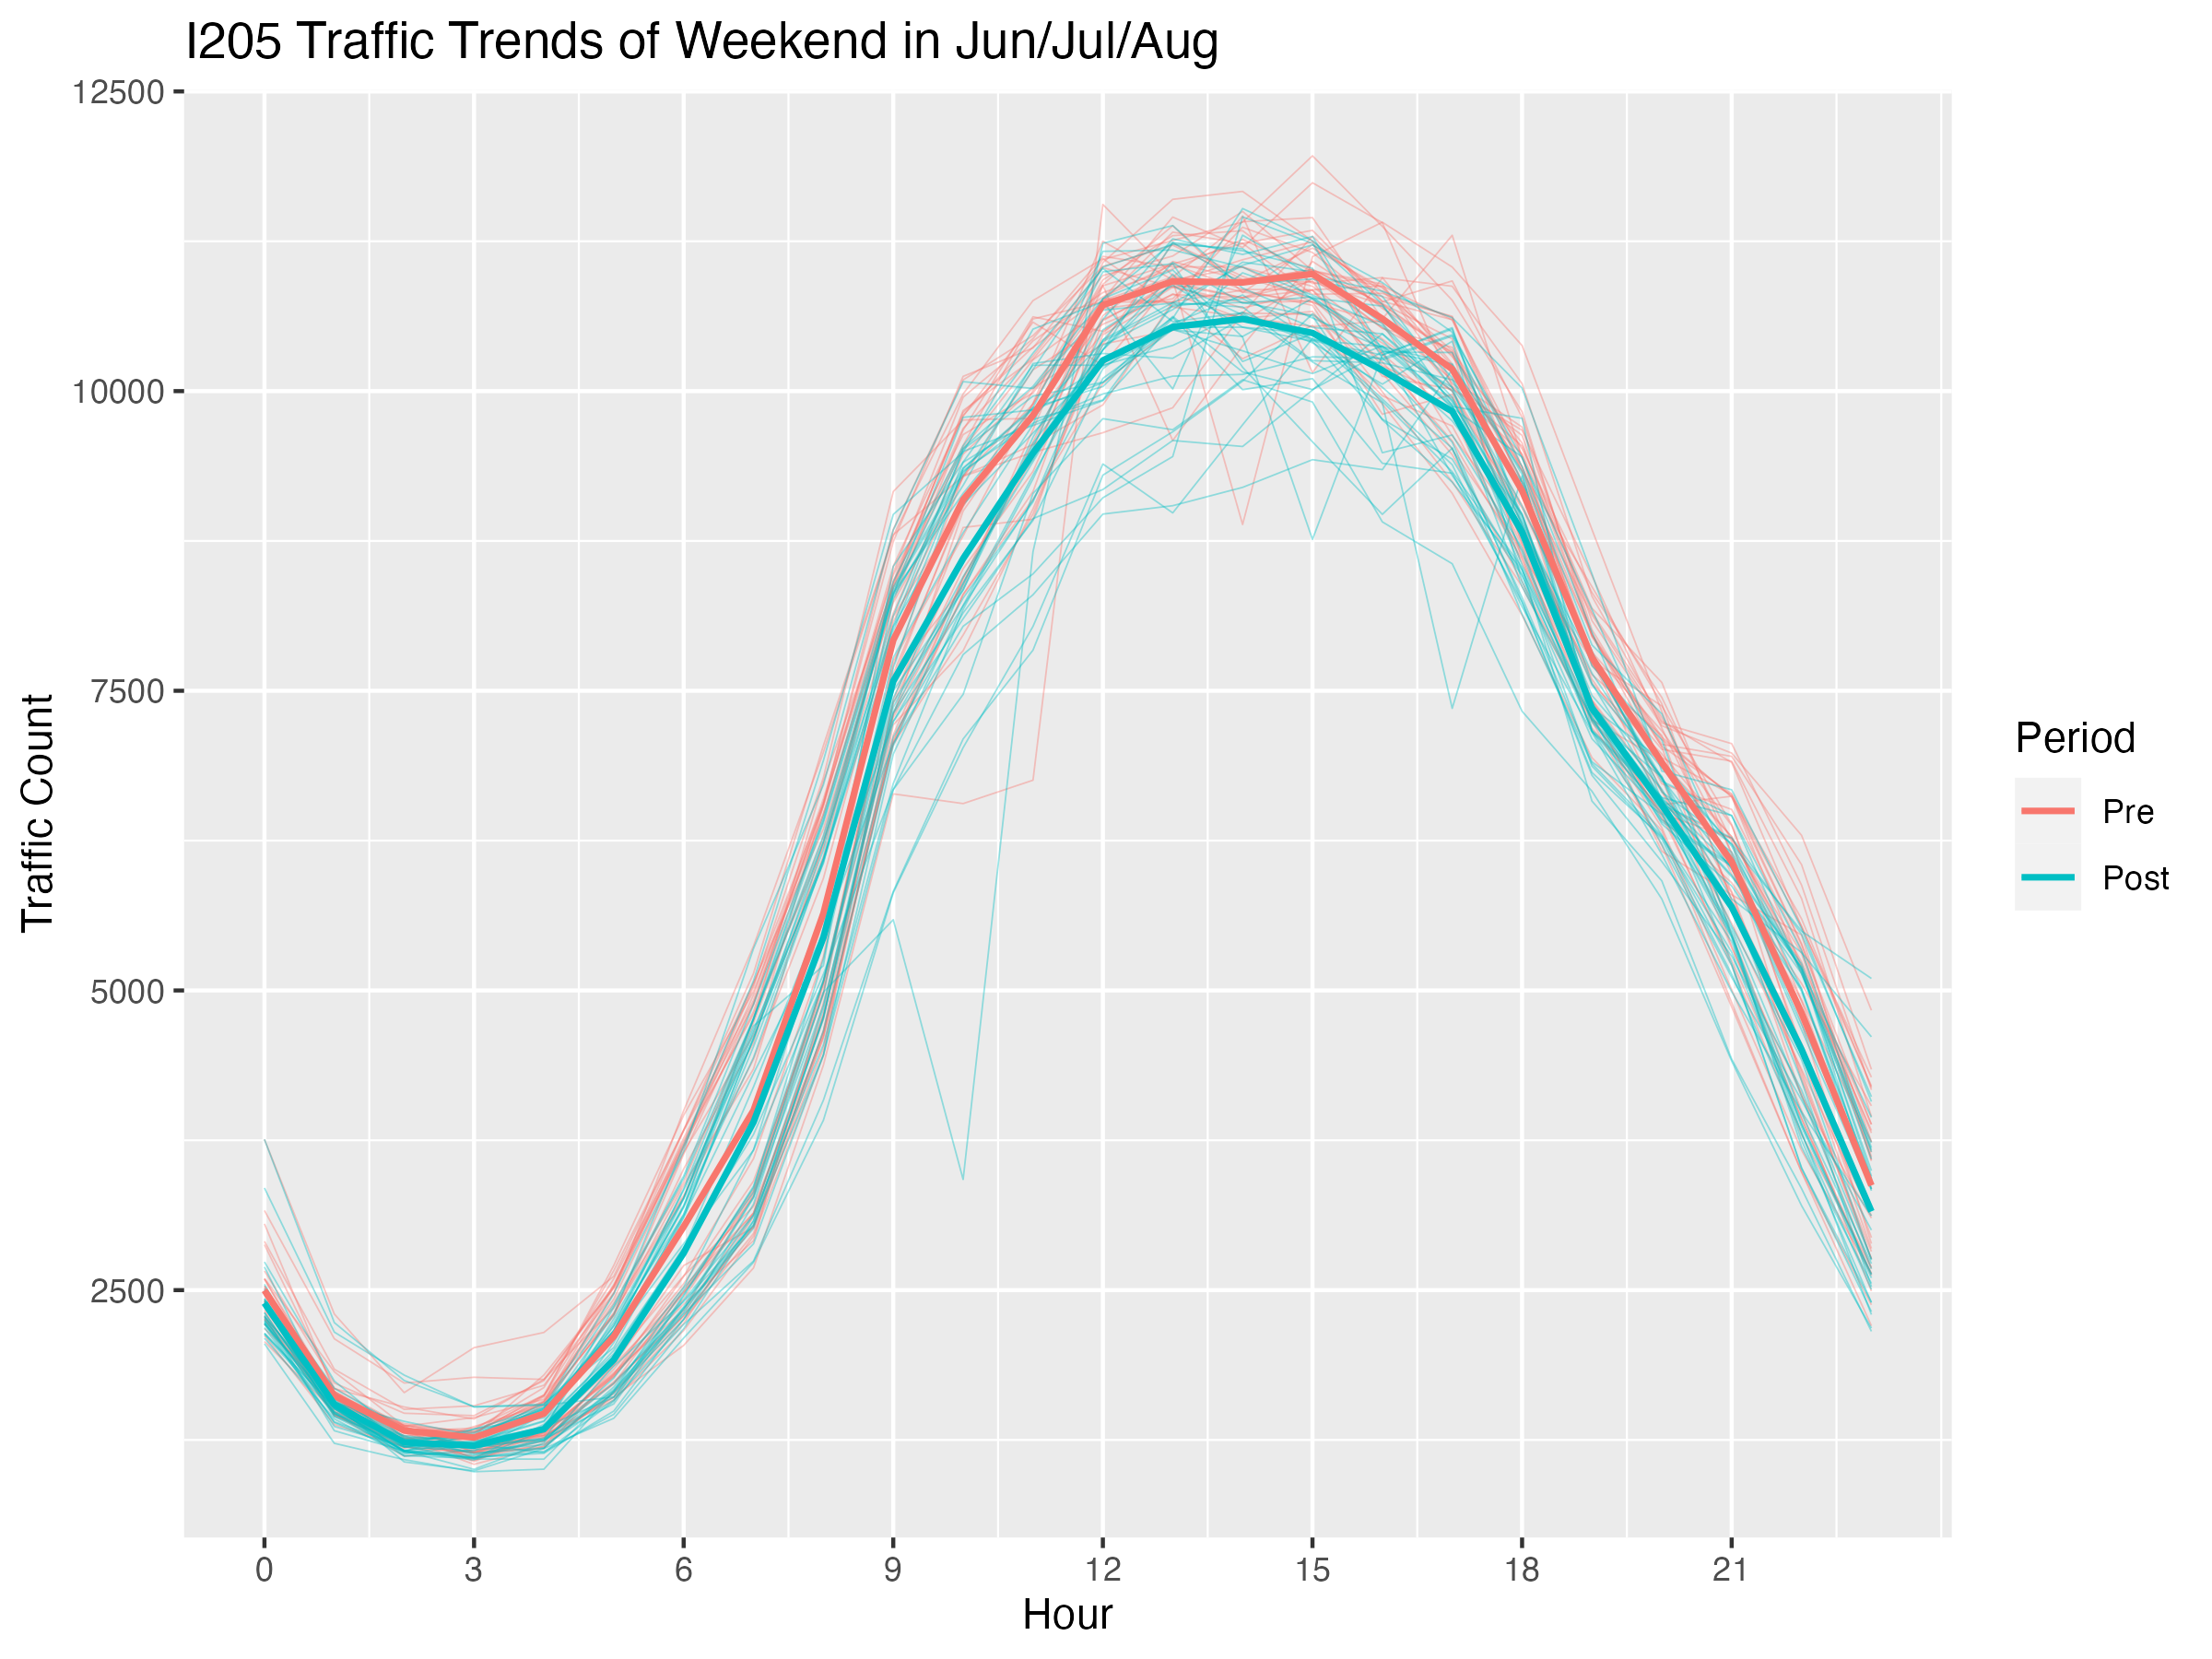 I205 Traffic Trends of Weekend in Jun/Jul/Aug
12500
10000
7500
5000
2500
Traffic Count
0 3 6 9 12 15 18 21
Hour
Period
Pre
Post